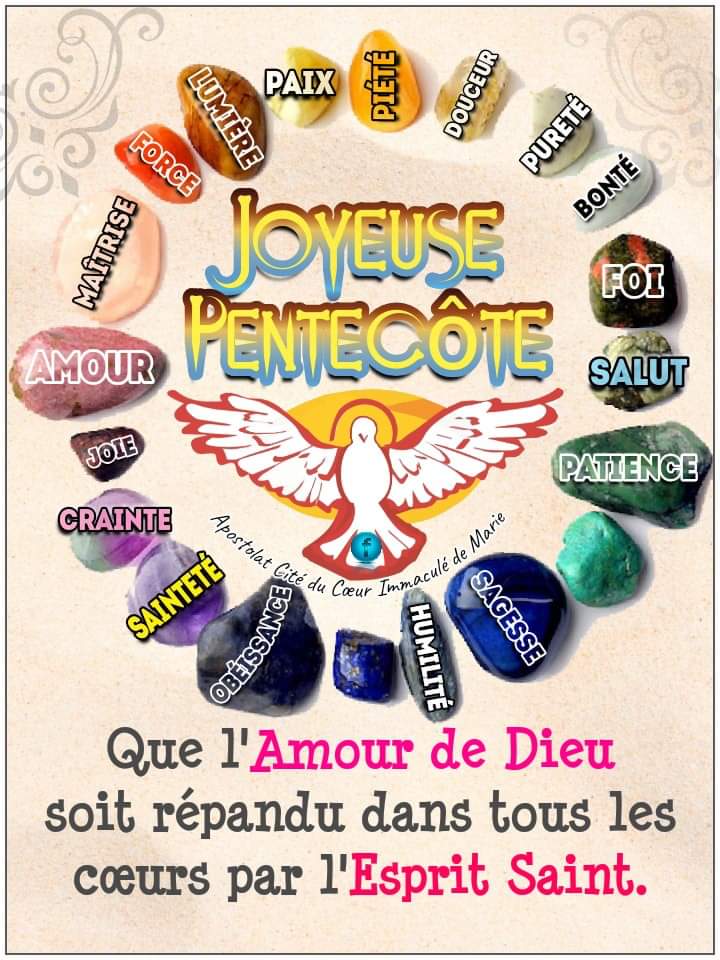 PAIX
PIÉTÉ
DOUCEUR
PURETÉ
BONTÉ
FOI
SALUT
PATIENCE
SAGESSE
HUMILITÉ
OBÉISSANCE
SAINTETÉ
CRAINTE
JOIE
AMOUR
MAÎTRISE
FORCE
LUMIÈRE
JOYEUSE
PENTECÔTE
f
Apostolat Cité du Cœur Immaculé de Marie
Que l'Amour de Dieu
soit répandu dans tous les
cœurs par l'Esprit Saint.